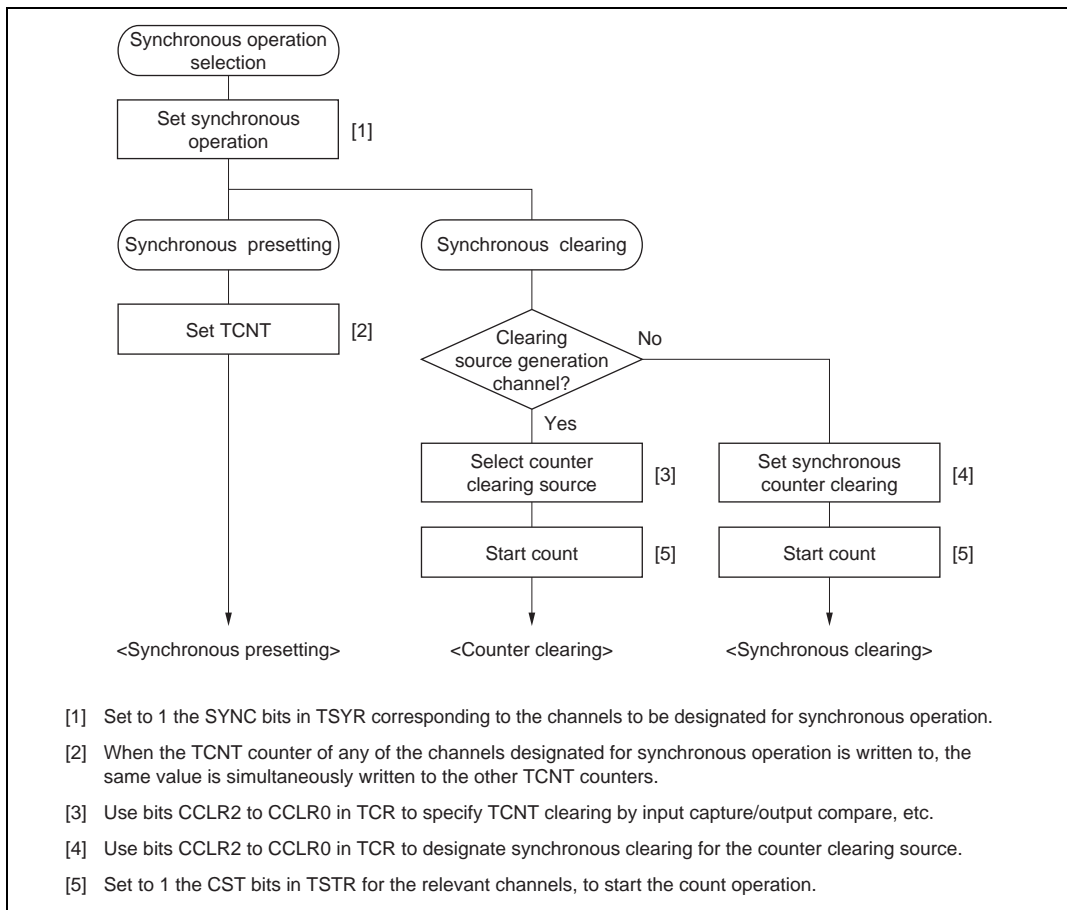 Synchronous operation
selection
Set synchronous
operation
[1]
Synchronous presetting
Synchronous clearing
Set TCNT
[2]
Clearing
source generation
channel?
No
Yes
Select counter
clearing source
[3]
Set synchronous
counter clearing
[4]
Start count
[5]
Start count
[5]
<Synchronous presetting>
<Counter clearing>
<Synchronous clearing>
[1] Set to 1 the SYNC bits in TSYR corresponding to the channels to be designated for synchronous operation.
[2] When the TCNT counter of any of the channels designated for synchronous operation is written to, the
same value is simultaneously written to the other TCNT counters.
[3] Use bits CCLR2 to CCLR0 in TCR to specify TCNT clearing by input capture/output compare, etc.
[4] Use bits CCLR2 to CCLR0 in TCR to designate synchronous clearing for the counter clearing source.
[5] Set to 1 the CST bits in TSTR for the relevant channels, to start the count operation.